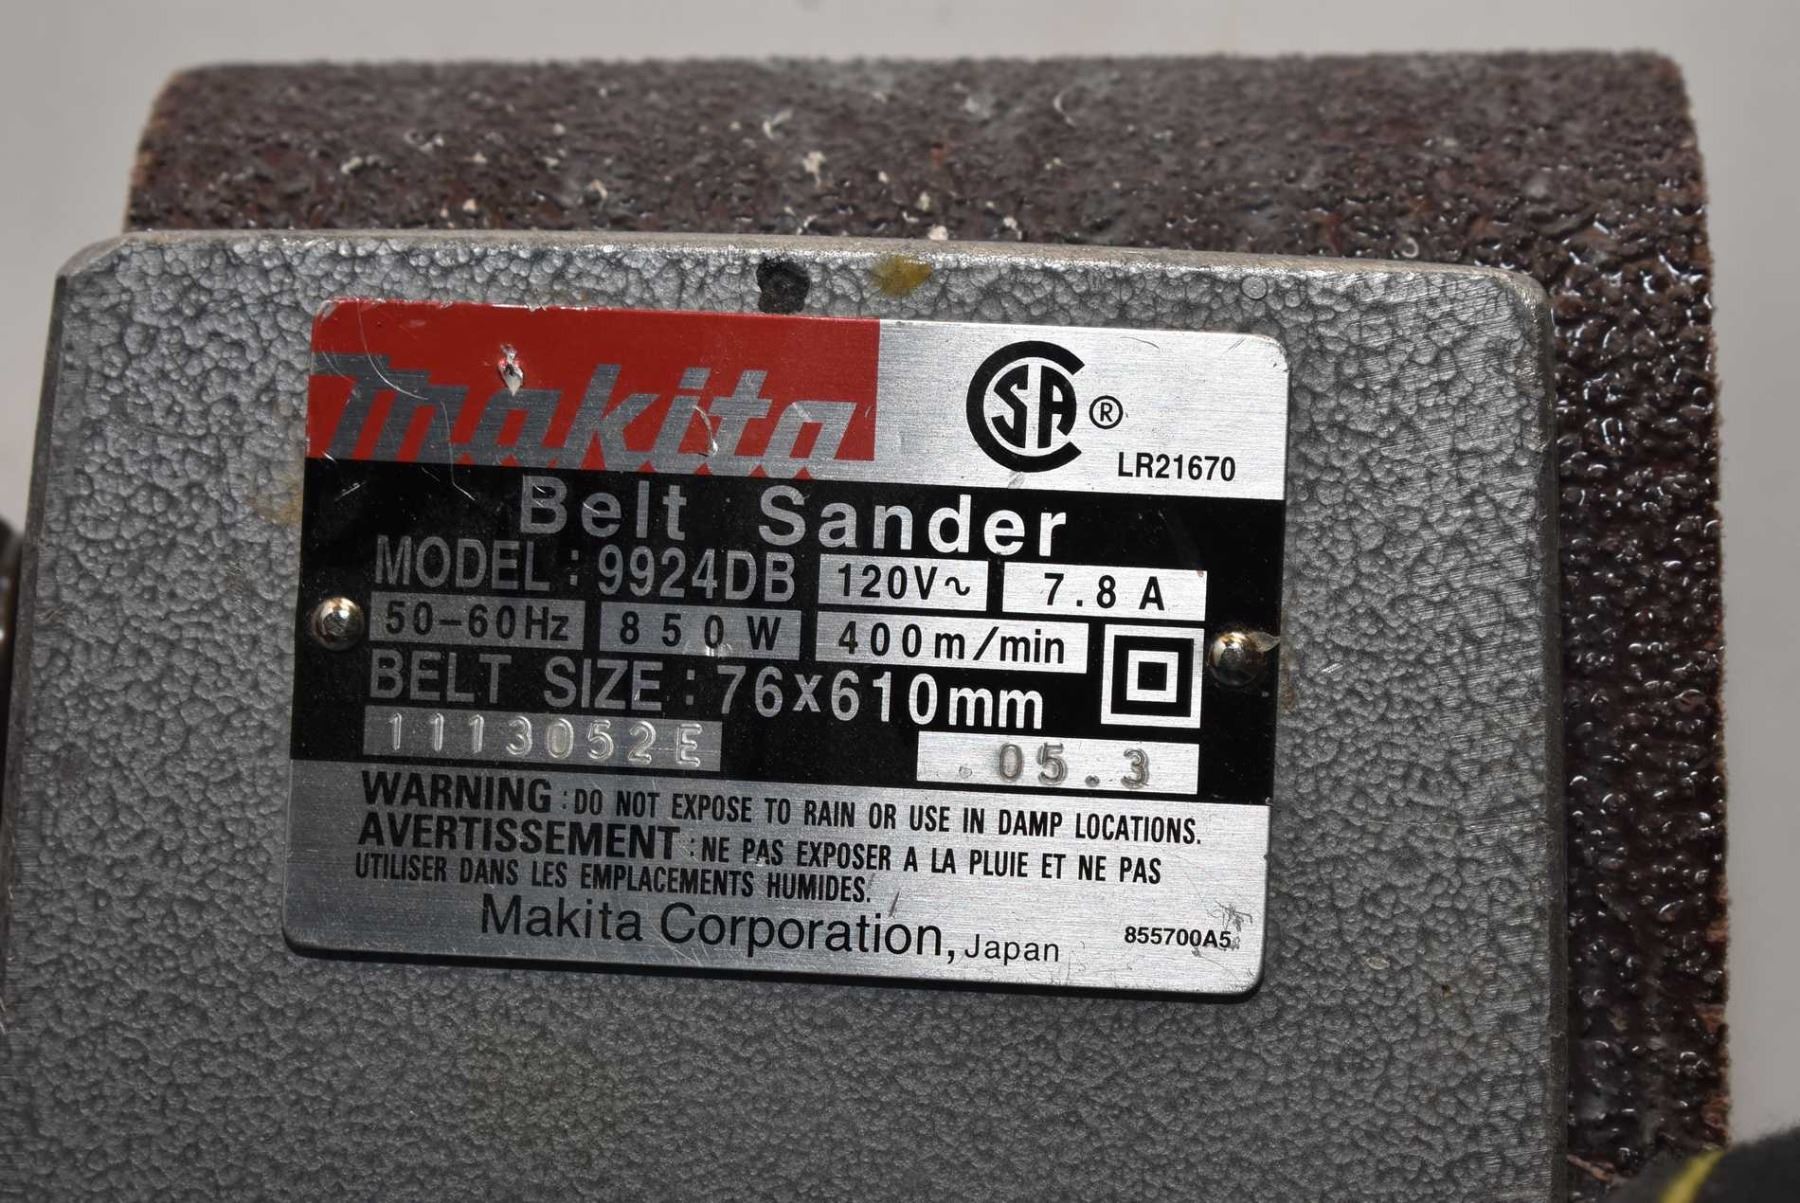 makita
CSA ®
LR21670
Belt Sander
MODEL : 9924DB 120V~ 7.8 A
50-60Hz 850W 400m/min
BELT SIZE : 76×610mm
1113052E .05.3
WARNING : DO NOT EXPOSE TO RAIN OR USE IN DAMP LOCATIONS.
AVERTISSEMENT : NE PAS EXPOSER A LA PLUIE ET NE PAS
UTILISER DANS LES EMPLACEMENTS HUMIDES.
Makita Corporation, Japan 855700A5